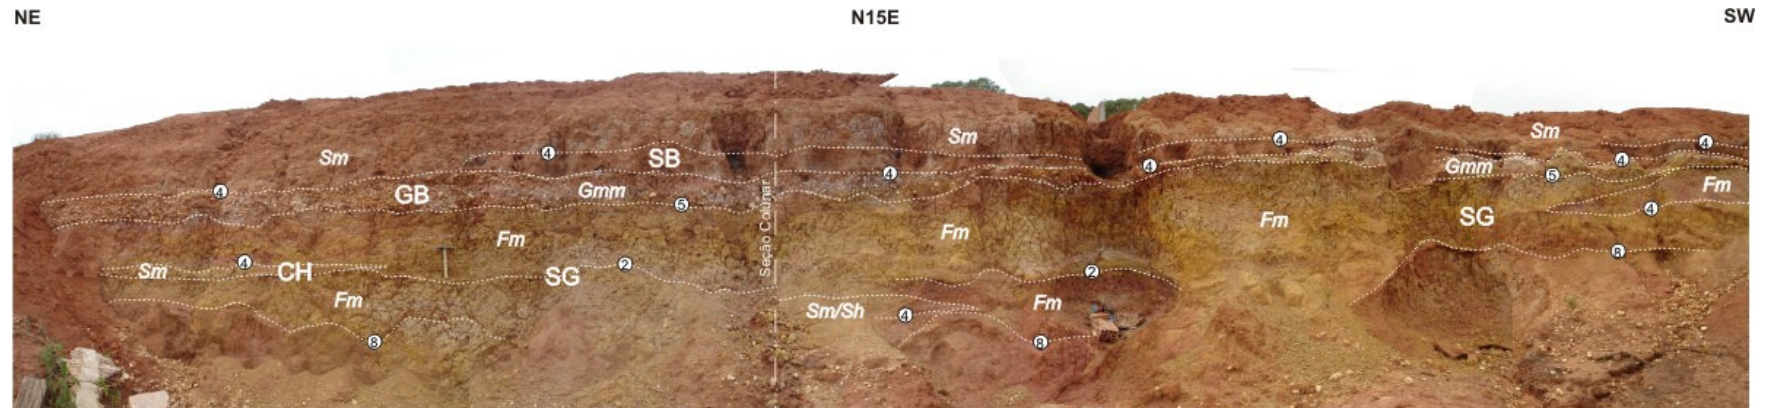 NE N15E SW
Sm 4 SB Sm 4 Sm 4
4 GB Gmm 5 4 4 Gmm 5 4 Fm
Fm Fm Fm SG 4
Sm 4 CH SG 2 2 8
Fm Sm/Sh 4 Fm
8 8
Seção Colunar